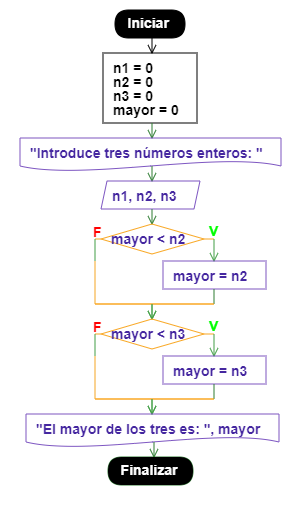 Iniciar
n1 = 0
n2 = 0
n3 = 0
mayor = 0
"Introduce tres números enteros: "
n1, n2, n3
F
V
mayor < n2
mayor = n2
F
V
mayor < n3
mayor = n3
"El mayor de los tres es: ", mayor
Finalizar